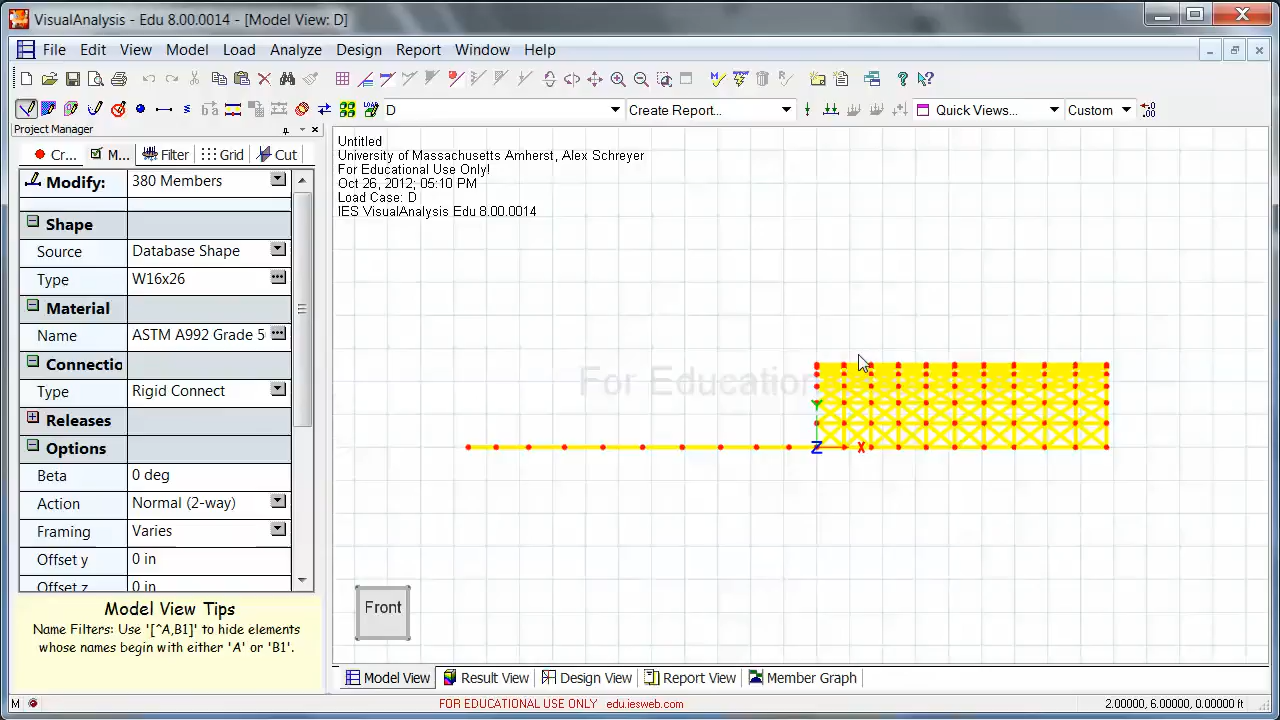 VisualAnalysis - Edu 8.00.0014 - [Model View: D]
File Edit View Model Load Analyze Design Report Window Help
D Create Report... Quick Views... Custom
Project Manager
Cr... M... Filter Grid Cut
Modify: 380 Members
Shape
Source Database Shape
Type W16x26
Material
Name ASTM A992 Grade 5
Connectio
Type Rigid Connect
Releases
Options
Beta 0 deg
Action Normal (2-way)
Framing Varies
Offset y 0 in
Offset z 0 in
Model View Tips
Name Filters: Use '[^A,B1]' to hide elements
whose names begin with either 'A' or 'B1'.
Untitled
University of Massachusetts Amherst, Alex Schreyer
For Educational Use Only!
Oct 26, 2012; 05:10 PM
Load Case: D
IES VisualAnalysis Edu 8.00.0014
For Education
Y
Z X
Front
Model View Result View Design View Report View Member Graph
M FOR EDUCATIONAL USE ONLY edu.iesweb.com 2.00000, 6.00000, 0.00000 ft